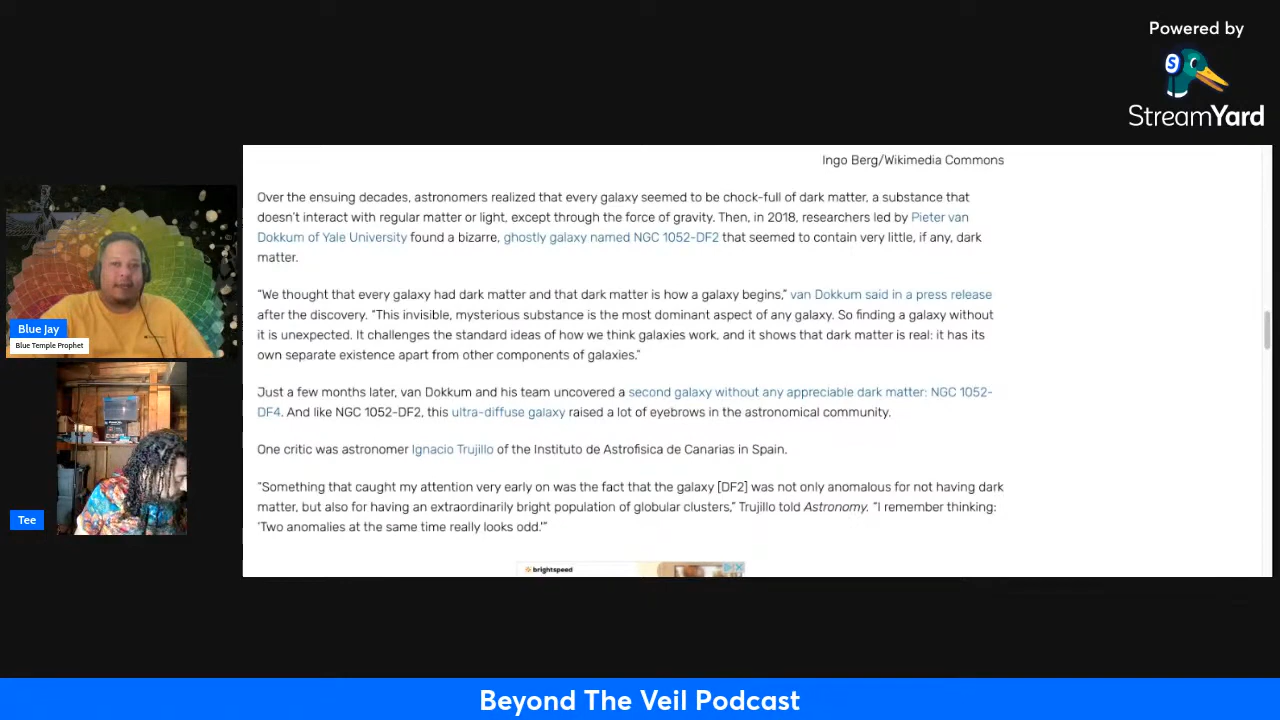 Powered by
S
StreamYard
Ingo Berg/Wikimedia Commons
Over the ensuing decades, astronomers realized that every galaxy seemed to be chock-full of dark matter, a substance that
doesn't interact with regular matter or light, except through the force of gravity. Then, in 2018, researchers led by Pieter van
Dokkum of Yale University found a bizarre, ghostly galaxy named NGC 1052-DF2 that seemed to contain very little, if any, dark
matter.
“We thought that every galaxy had dark matter and that dark matter is how a galaxy begins,” van Dokkum said in a press release
after the discovery. “This invisible, mysterious substance is the most dominant aspect of any galaxy. So finding a galaxy without
it is unexpected. It challenges the standard ideas of how we think galaxies work, and it shows that dark matter is real: it has its
own separate existence apart from other components of galaxies.”
Just a few months later, van Dokkum and his team uncovered a second galaxy without any appreciable dark matter: NGC 1052-
DF4. And like NGC 1052-DF2, this ultra-diffuse galaxy raised a lot of eyebrows in the astronomical community.
One critic was astronomer Ignacio Trujillo of the Instituto de Astrofisica de Canarias in Spain.
“Something that caught my attention very early on was the fact that the galaxy [DF2] was not only anomalous for not having dark
matter, but also for having an extraordinarily bright population of globular clusters,” Trujillo told Astronomy. “I remember thinking:
‘Two anomalies at the same time really looks odd.’”
brightspeed
Blue Jay
Blue Temple Prophet
Tee
Beyond The Veil Podcast